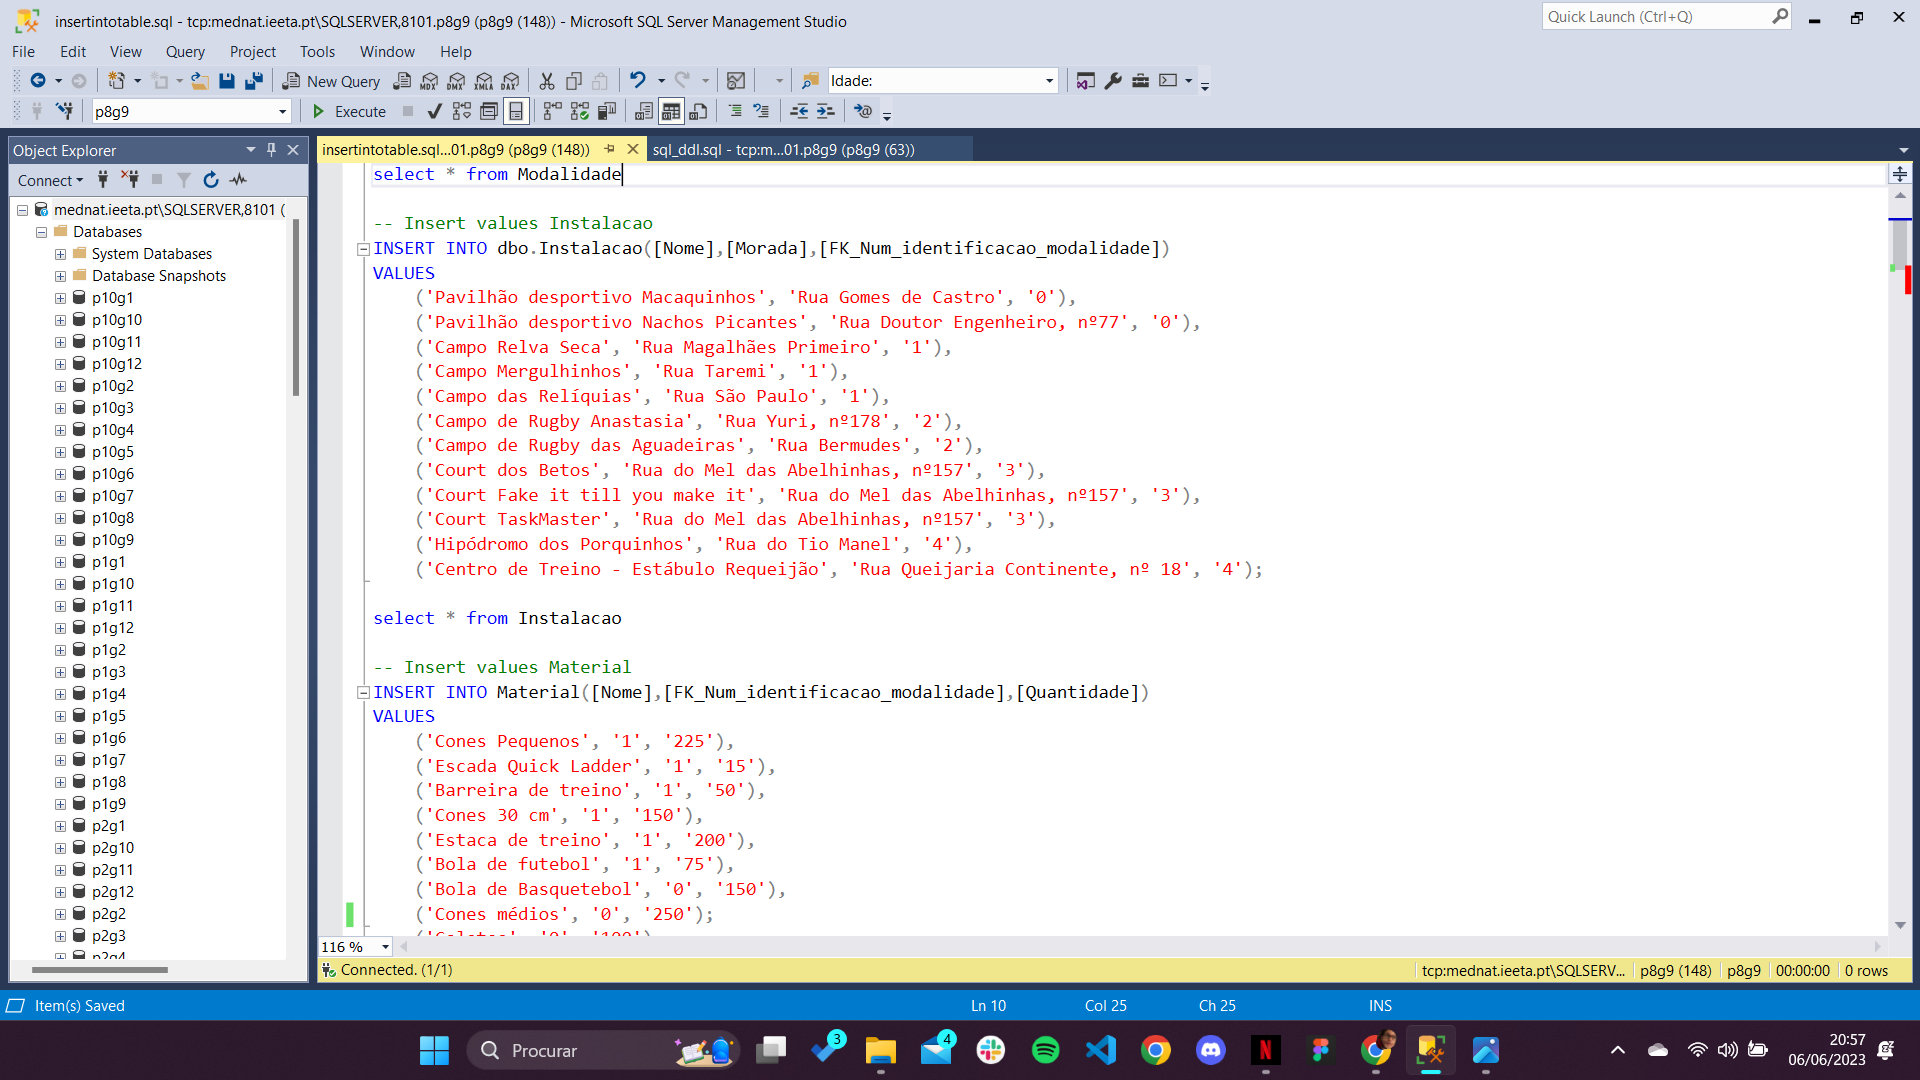 insertintotable.sql - tcp:mednat.ieeta.pt\SQLSERVER,8101.p8g9 (p8g9 (148)) - Microsoft SQL Server Management Studio
Quick Launch (Ctrl+Q)
File Edit View Query Project Tools Window Help
New Query
MDX DMX XMLA DAX
Idade:
p8g9
Execute
Object Explorer
insertintotable.sql...01.p8g9 (p8g9 (148))
sql_ddl.sql - tcp:m...01.p8g9 (p8g9 (63))
Connect
mednat.ieeta.pt\SQLSERVER,8101 (
Databases
System Databases
Database Snapshots
p10g1
p10g10
p10g11
p10g12
p10g2
p10g3
p10g4
p10g5
p10g6
p10g7
p10g8
p10g9
p1g1
p1g10
p1g11
p1g12
p1g2
p1g3
p1g4
p1g5
p1g6
p1g7
p1g8
p1g9
p2g1
p2g10
p2g11
p2g12
p2g2
p2g3
p2g4
select * from Modalidade
-- Insert values Instalacao
INSERT INTO dbo.Instalacao([Nome],[Morada],[FK_Num_identificacao_modalidade])
VALUES
('Pavilhão desportivo Macaquinhos', 'Rua Gomes de Castro', '0'),
('Pavilhão desportivo Nachos Picantes', 'Rua Doutor Engenheiro, nº77', '0'),
('Campo Relva Seca', 'Rua Magalhães Primeiro', '1'),
('Campo Mergulhinhos', 'Rua Taremi', '1'),
('Campo das Relíquias', 'Rua São Paulo', '1'),
('Campo de Rugby Anastasia', 'Rua Yuri, nº178', '2'),
('Campo de Rugby das Aguadeiras', 'Rua Bermudes', '2'),
('Court dos Betos', 'Rua do Mel das Abelhinhas, nº157', '3'),
('Court Fake it till you make it', 'Rua do Mel das Abelhinhas, nº157', '3'),
('Court TaskMaster', 'Rua do Mel das Abelhinhas, nº157', '3'),
('Hipódromo dos Porquinhos', 'Rua do Tio Manel', '4'),
('Centro de Treino - Estábulo Requeijão', 'Rua Queijaria Continente, nº 18', '4');
select * from Instalacao
-- Insert values Material
INSERT INTO Material([Nome],[FK_Num_identificacao_modalidade],[Quantidade])
VALUES
('Cones Pequenos', '1', '225'),
('Escada Quick Ladder', '1', '15'),
('Barreira de treino', '1', '50'),
('Cones 30 cm', '1', '150'),
('Estaca de treino', '1', '200'),
('Bola de futebol', '1', '75'),
('Bola de Basquetebol', '0', '150'),
('Cones médios', '0', '250');
116 %
Connected. (1/1)
tcp:mednat.ieeta.pt\SQLSERV... p8g9 (148) p8g9 00:00:00 0 rows
Item(s) Saved
Ln 10 Col 25 Ch 25 INS
Procurar
3
4
20:57
06/06/2023